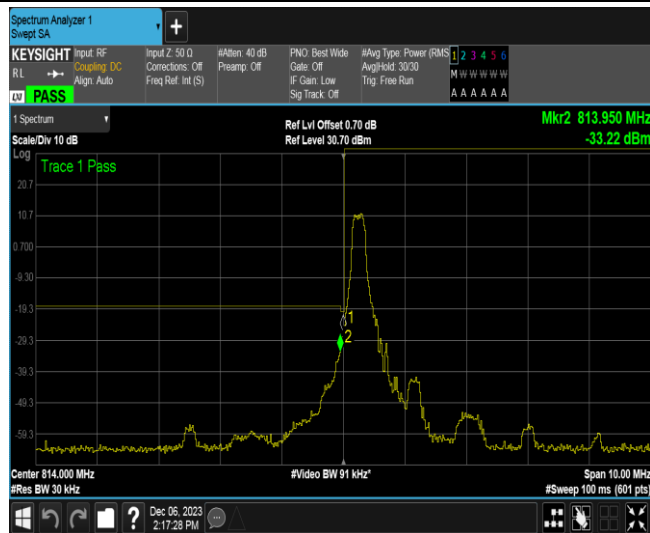 Spectrum Analyzer 1
Swept SA
+
KEYSIGHT
RL
LXI
PASS
Input: RF
Coupling: DC
Align: Auto
Input Z: 50 Ω
Corrections: Off
Freq Ref: Int (S)
#Atten: 40 dB
Preamp: Off
PNO: Best Wide
Gate: Off
IF Gain: Low
Sig Track: Off
#Avg Type: Power (RMS
Avg|Hold: 30/30
Trig: Free Run
1 2 3 4 5 6
M W W W W W
A A A A A A
1 Spectrum
Scale/Div 10 dB
Ref Lvl Offset 0.70 dB
Ref Level 30.70 dBm
Mkr2 813.950 MHz
-33.22 dBm
Log
Trace 1 Pass
20.7
10.7
0.700
-9.30
-19.3
-29.3
-39.3
-49.3
-59.3
1
2
Center 814.000 MHz
#Res BW 30 kHz
#Video BW 91 kHz*
Span 10.00 MHz
#Sweep 100 ms (601 pts)
?
Dec 06, 2023
2:17:28 PM